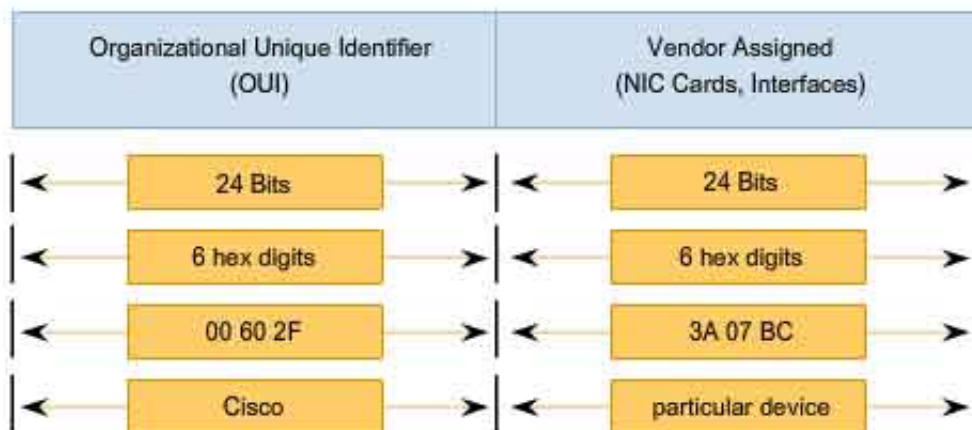 Organizational Unique Identifier
(OUI)
Vendor Assigned
(NIC Cards, Interfaces)
24 Bits
24 Bits
6 hex digits
6 hex digits
00 60 2F
3A 07 BC
Cisco
particular device